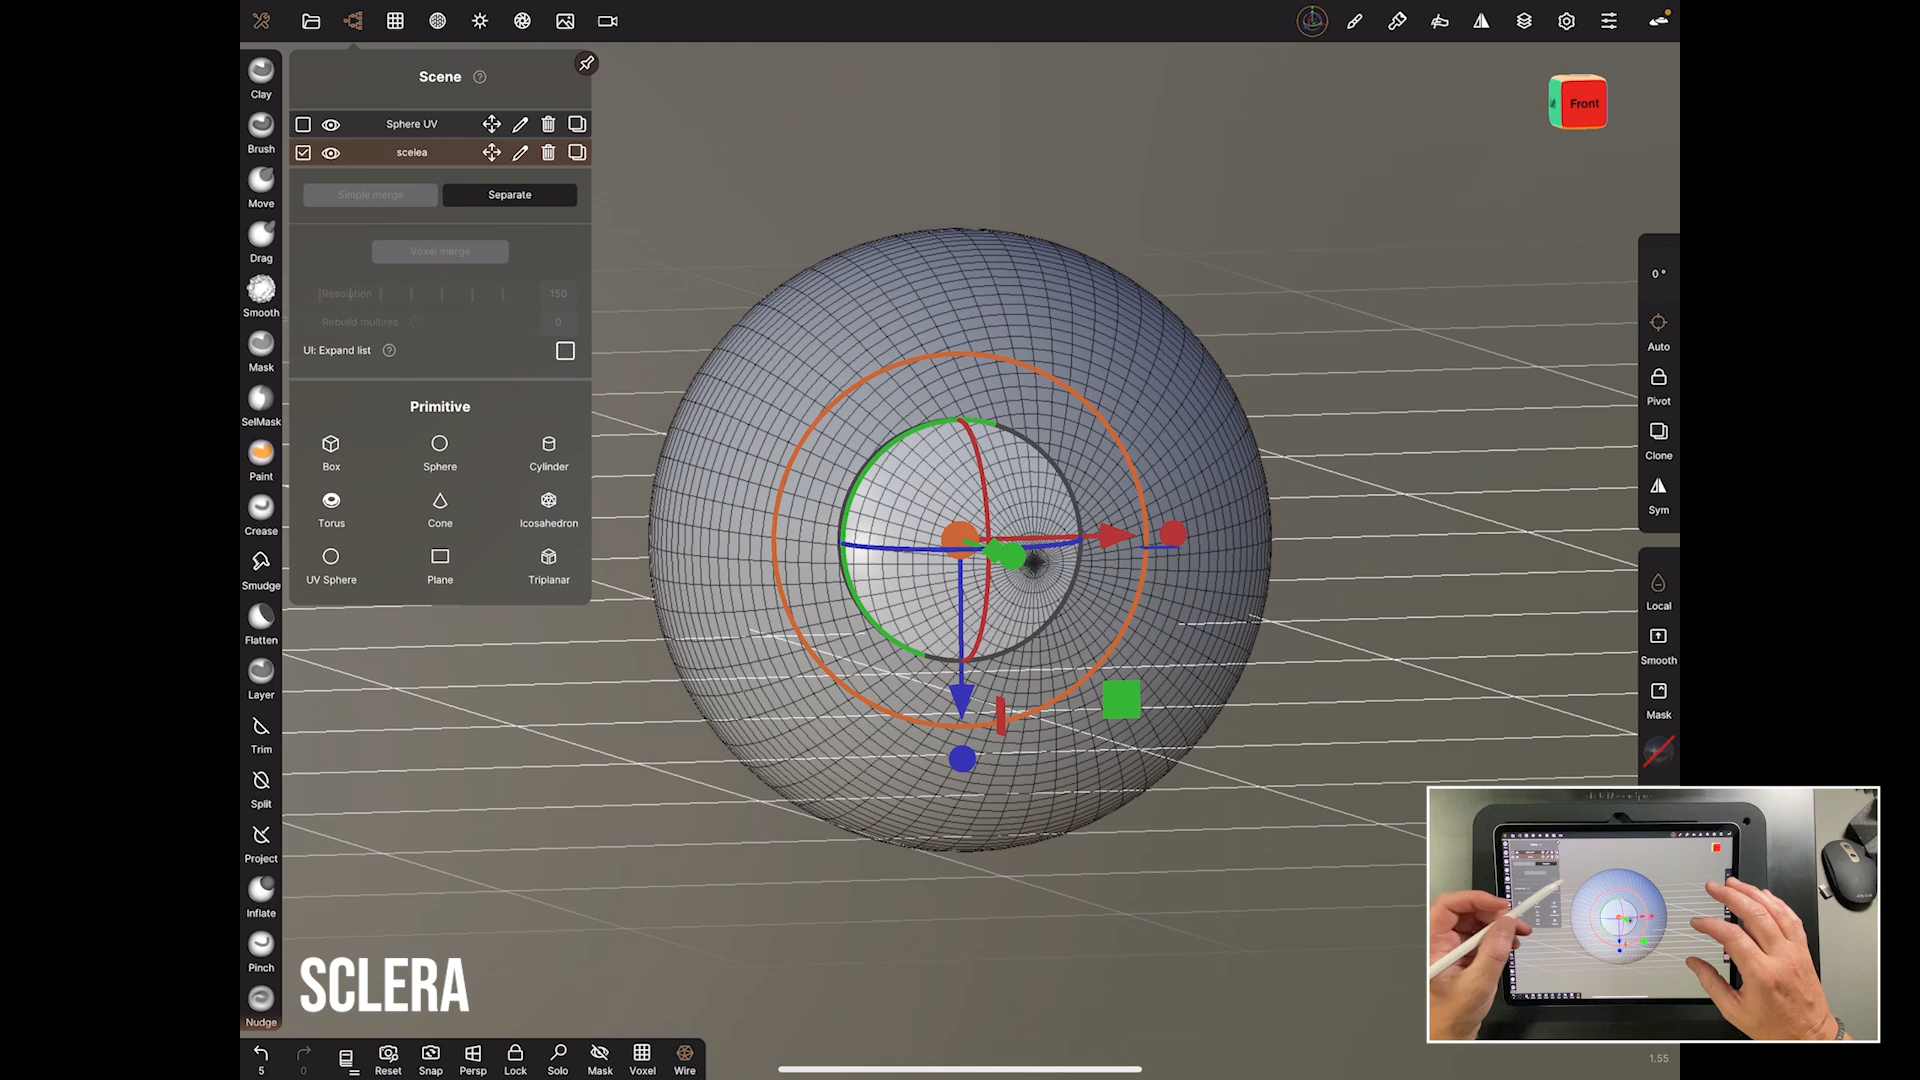 Scene
Sphere UV
scelea
Simple merge
Separate
Voxel merge
Resolution
150
Rebuild multires
0
UI: Expand list
Primitive
Box
Sphere
Cylinder
Torus
Cone
Icosahedron
UV Sphere
Plane
Triplanar
Clay
Brush
Move
Drag
Smooth
Mask
SelMask
Paint
Crease
Smudge
Flatten
Layer
Trim
Split
Project
Inflate
Pinch
Nudge
Front
0°
Auto
Pivot
Clone
Sym
Local
Smooth
Mask
SCLERA
5
0
Reset
Snap
Persp
Lock
Solo
Mask
Voxel
Wire
1.55